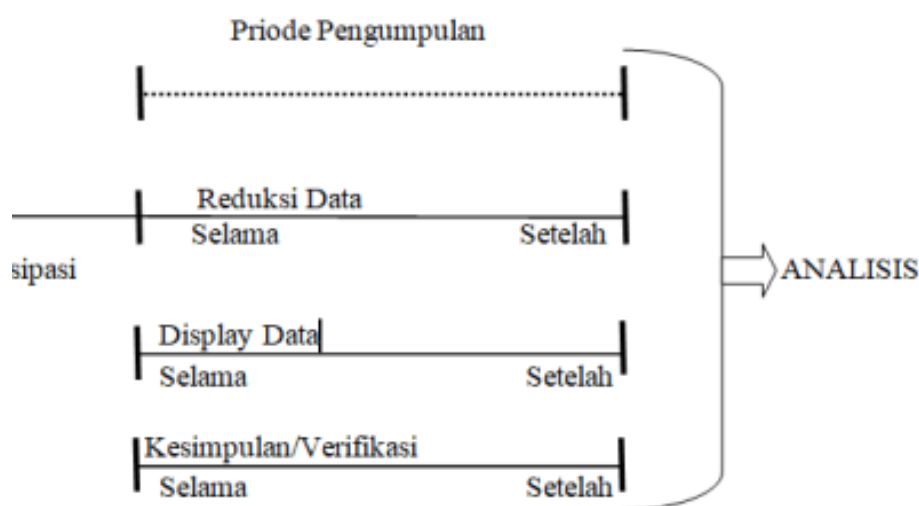 Priode Pengumpulan
Reduksi Data
Selama Setelah
sipasi
ANALISIS
Display Data
Selama Setelah
Kesimpulan/Verifikasi
Selama Setelah